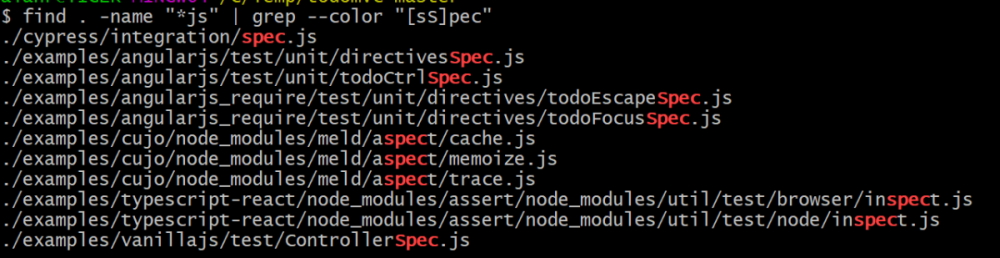 $ find . -name "*js" | grep --color "[sS]pec"
./cypress/integration/spec.js
./examples/angularjs/test/unit/directivesSpec.js
./examples/angularjs/test/unit/todoCtrlSpec.js
./examples/angularjs_require/test/unit/directives/todoEscapeSpec.js
./examples/angularjs_require/test/unit/directives/todoFocusSpec.js
./examples/cujo/node_modules/meld/aspect/cache.js
./examples/cujo/node_modules/meld/aspect/memoize.js
./examples/cujo/node_modules/meld/aspect/trace.js
./examples/typescript-react/node_modules/assert/node_modules/util/test/browser/inspect.js
./examples/typescript-react/node_modules/assert/node_modules/util/test/node/inspect.js
./examples/vanillajs/test/ControllerSpec.js